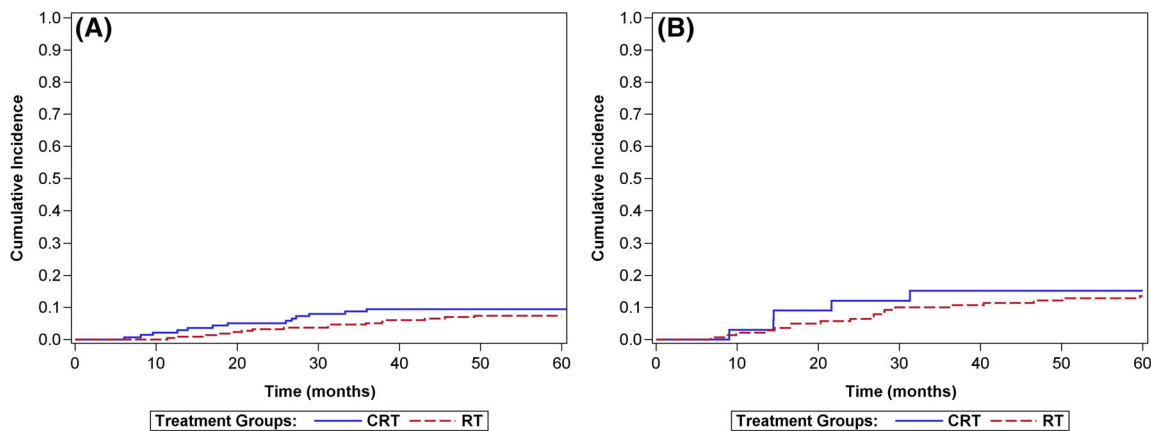 (A)
Cumulative Incidence
1.0
0.9
0.8
0.7
0.6
0.5
0.4
0.3
0.2
0.1
0.0
0 10 20 30 40 50 60
Time (months)
Treatment Groups: CRT RT
(B)
Cumulative Incidence
1.0
0.9
0.8
0.7
0.6
0.5
0.4
0.3
0.2
0.1
0.0
0 10 20 30 40 50 60
Time (months)
Treatment Groups: CRT RT